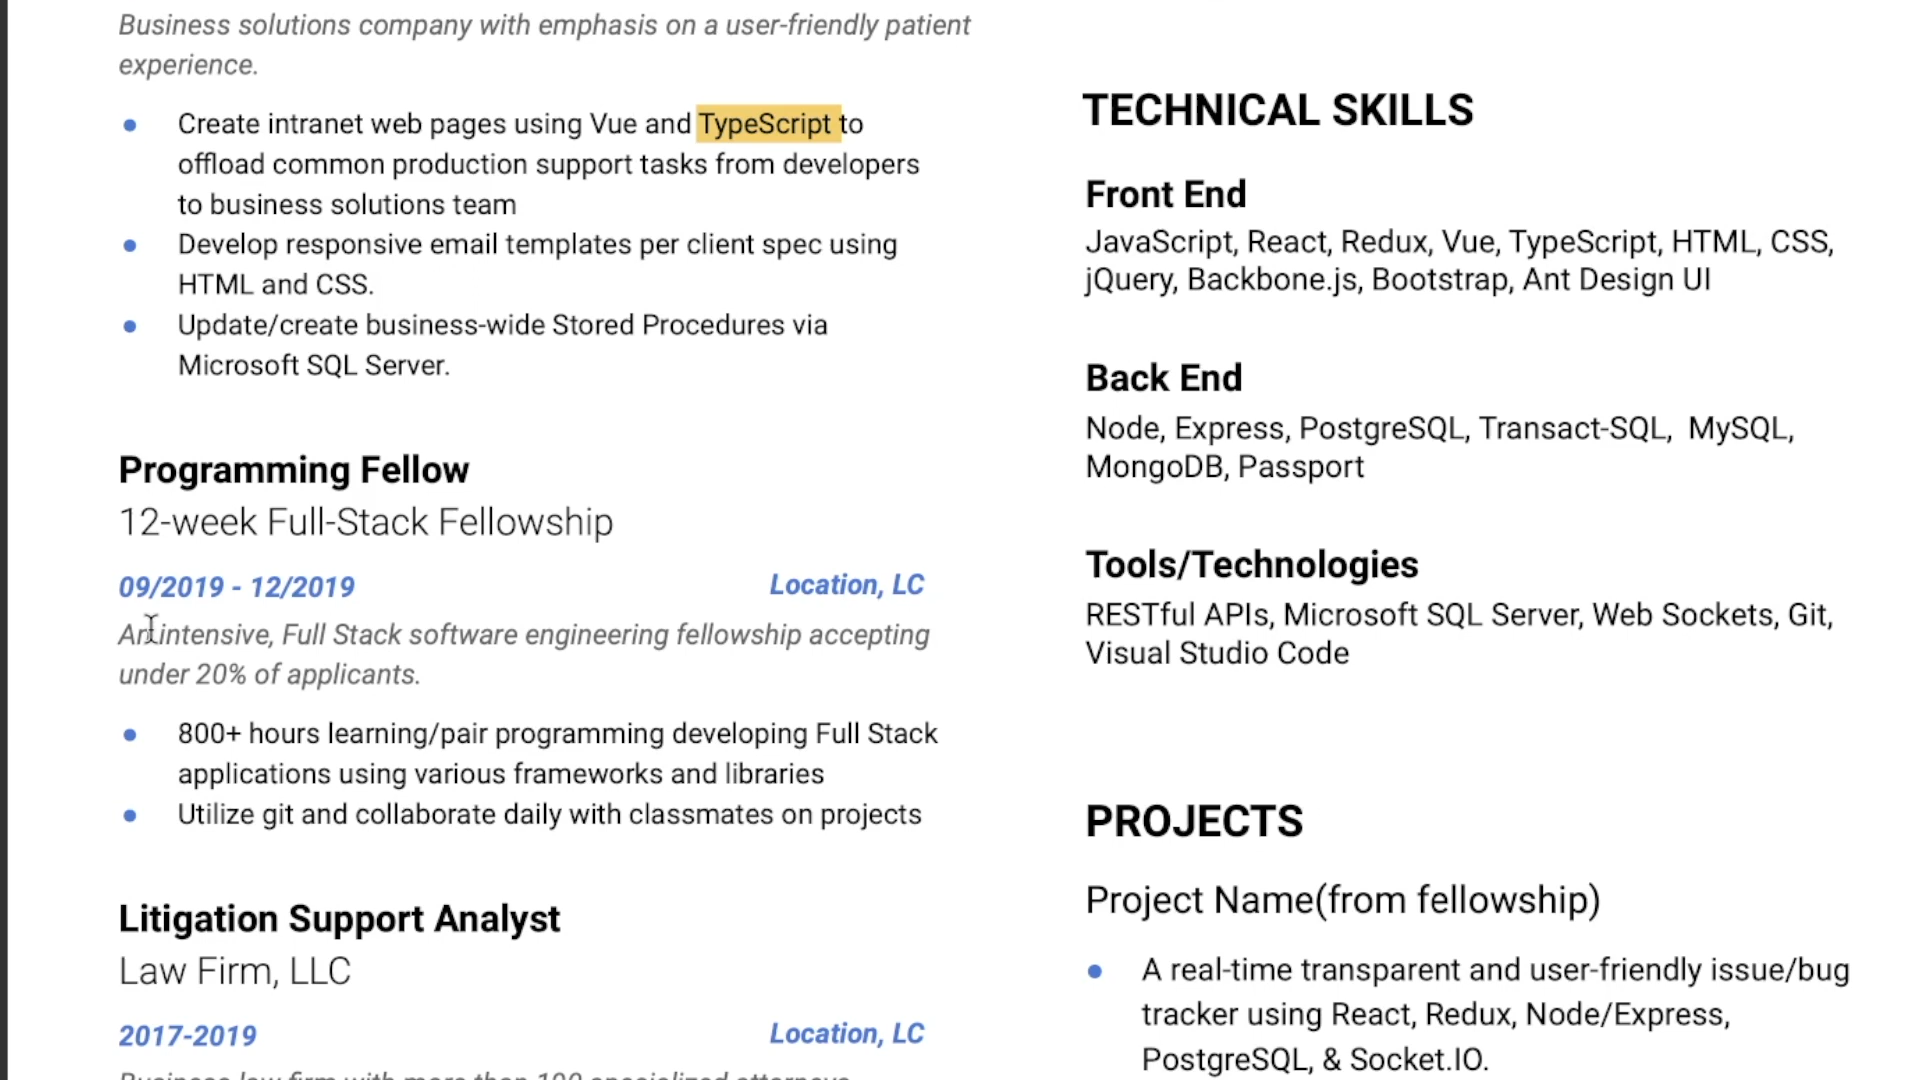 Business solutions company with emphasis on a user-friendly patient
experience.
● Create intranet web pages using Vue and TypeScript to
offload common production support tasks from developers
to business solutions team
● Develop responsive email templates per client spec using
HTML and CSS.
● Update/create business-wide Stored Procedures via
Microsoft SQL Server.
Programming Fellow
12-week Full-Stack Fellowship
09/2019 - 12/2019 Location, LC
An intensive, Full Stack software engineering fellowship accepting
under 20% of applicants.
● 800+ hours learning/pair programming developing Full Stack
applications using various frameworks and libraries
● Utilize git and collaborate daily with classmates on projects
Litigation Support Analyst
Law Firm, LLC
2017-2019 Location, LC
Business law firm with more than 100 specialized attorneys
TECHNICAL SKILLS
Front End
JavaScript, React, Redux, Vue, TypeScript, HTML, CSS,
jQuery, Backbone.js, Bootstrap, Ant Design UI
Back End
Node, Express, PostgreSQL, Transact-SQL, MySQL,
MongoDB, Passport
Tools/Technologies
RESTful APIs, Microsoft SQL Server, Web Sockets, Git,
Visual Studio Code
PROJECTS
Project Name(from fellowship)
● A real-time transparent and user-friendly issue/bug
tracker using React, Redux, Node/Express,
PostgreSQL, & Socket.IO.